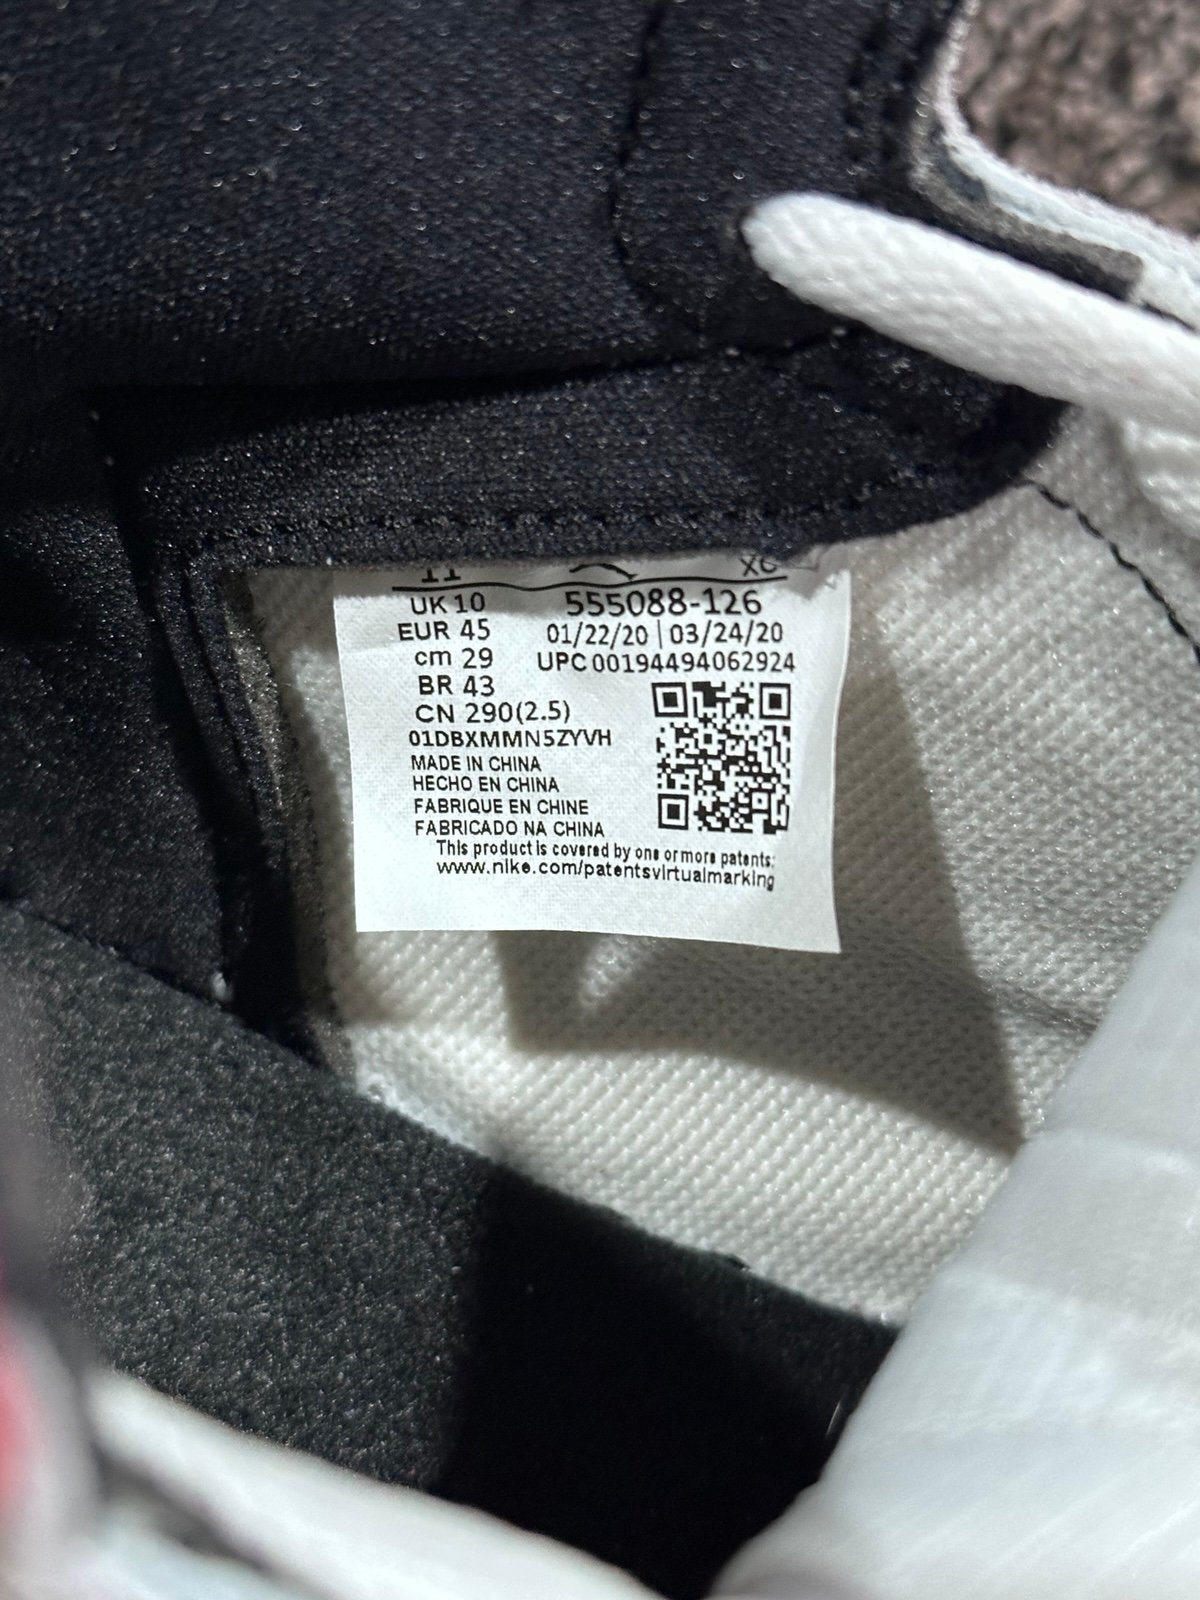 11 XC
UK 10 555088-126
EUR 45 01/22/20 | 03/24/20
cm 29 UPC 00194494062924
BR 43
CN 290(2.5)
01DBXMMN5ZYVH
MADE IN CHINA
HECHO EN CHINA
FABRIQUE EN CHINE
FABRICADO NA CHINA
This product is covered by one or more patents:
www.nike.com/patentsvirtualmarking